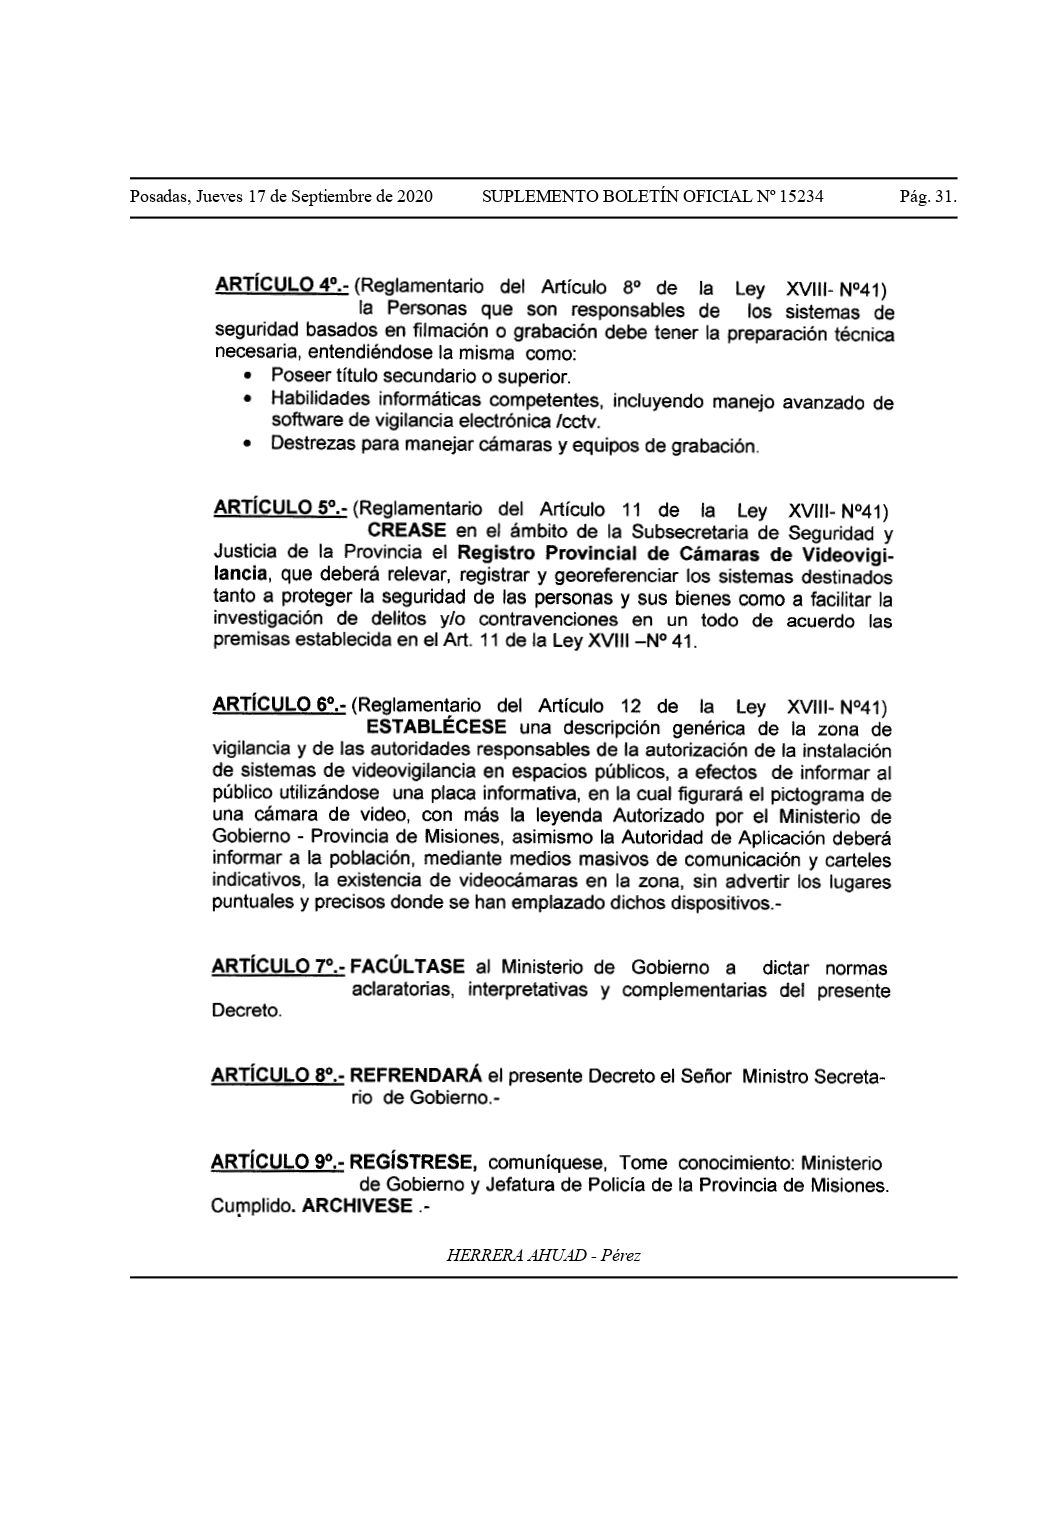 Posadas, Jueves 17 de Septiembre de 2020 SUPLEMENTO BOLETÍN OFICIAL Nº 15234 Pág. 31.
ARTÍCULO 4º.- (Reglamentario del Artículo 8º de la Ley XVIII- Nº41)
la Personas que son responsables de los sistemas de
seguridad basados en filmación o grabación debe tener la preparación técnica
necesaria, entendiéndose la misma como:
• Poseer título secundario o superior.
• Habilidades informáticas competentes, incluyendo manejo avanzado de
software de vigilancia electrónica /cctv.
• Destrezas para manejar cámaras y equipos de grabación.
ARTÍCULO 5º.- (Reglamentario del Artículo 11 de la Ley XVIII- Nº41)
CREASE en el ámbito de la Subsecretaria de Seguridad y
Justicia de la Provincia el Registro Provincial de Cámaras de Videovigi-
lancia, que deberá relevar, registrar y georeferenciar los sistemas destinados
tanto a proteger la seguridad de las personas y sus bienes como a facilitar la
investigación de delitos y/o contravenciones en un todo de acuerdo las
premisas establecida en el Art. 11 de la Ley XVIII –Nº 41.
ARTÍCULO 6º.- (Reglamentario del Artículo 12 de la Ley XVIII- Nº41)
ESTABLÉCESE una descripción genérica de la zona de
vigilancia y de las autoridades responsables de la autorización de la instalación
de sistemas de videovigilancia en espacios públicos, a efectos de informar al
público utilizándose una placa informativa, en la cual figurará el pictograma de
una cámara de video, con más la leyenda Autorizado por el Ministerio de
Gobierno - Provincia de Misiones, asimismo la Autoridad de Aplicación deberá
informar a la población, mediante medios masivos de comunicación y carteles
indicativos, la existencia de videocámaras en la zona, sin advertir los lugares
puntuales y precisos donde se han emplazado dichos dispositivos.-
ARTÍCULO 7º.- FACÚLTASE al Ministerio de Gobierno a dictar normas
aclaratorias, interpretativas y complementarias del presente
Decreto.
ARTÍCULO 8º.- REFRENDARÁ el presente Decreto el Señor Ministro Secreta-
rio de Gobierno.-
ARTÍCULO 9º.- REGÍSTRESE, comuníquese, Tome conocimiento: Ministerio
de Gobierno y Jefatura de Policía de la Provincia de Misiones.
Cumplido. ARCHIVESE .-
HERRERA AHUAD - Pérez